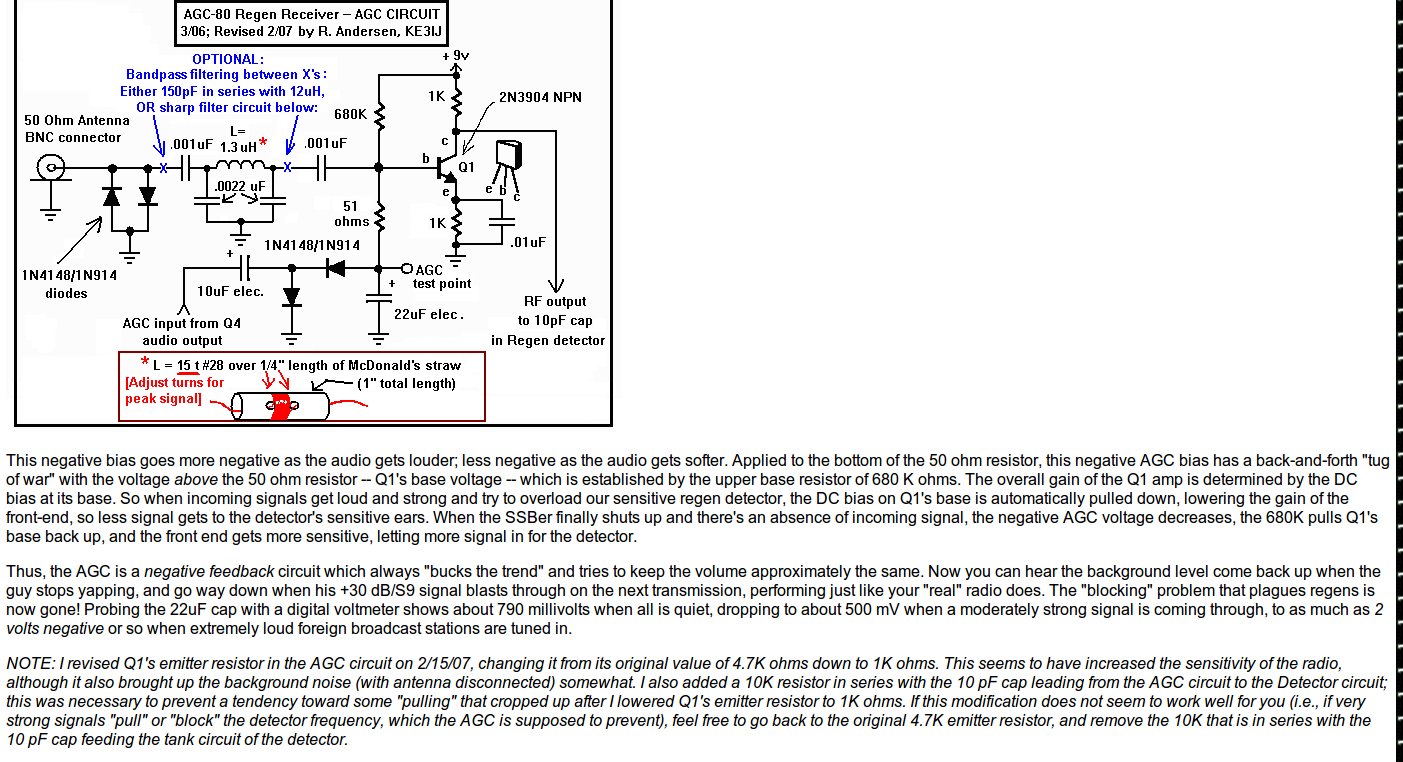 AGC-80 Regen Receiver – AGC CIRCUIT
3/06; Revised 2/07 by R. Andersen, KE3IJ
OPTIONAL:
Bandpass filtering between X's:
Either 150pF in series with 12uH,
OR sharp filter circuit below:
+ 9v
1K
2N3904 NPN
680K
50 Ohm Antenna
BNC connector
.001uF
L=
1.3 uH*
.001uF
c
b
Q1
X
X
e
e b c
.0022 uF
51
ohms
1K
.01uF
1N4148/1N914
+
1N4148/1N914
diodes
10uF elec.
AGC
test point
+
22uF elec.
RF output
to 10pF cap
in Regen detector
AGC input from Q4
audio output
* L = 15 t #28 over 1/4" length of McDonald's straw
[Adjust turns for
peak signal]
(1" total length)
This negative bias goes more negative as the audio gets louder; less negative as the audio gets softer. Applied to the bottom of the 50 ohm resistor, this negative AGC bias has a back-and-forth "tug
of war" with the voltage above the 50 ohm resistor -- Q1's base voltage -- which is established by the upper base resistor of 680 K ohms. The overall gain of the Q1 amp is determined by the DC
bias at its base. So when incoming signals get loud and strong and try to overload our sensitive regen detector, the DC bias on Q1's base is automatically pulled down, lowering the gain of the
front-end, so less signal gets to the detector's sensitive ears. When the SSBer finally shuts up and there's an absence of incoming signal, the negative AGC voltage decreases, the 680K pulls Q1's
base back up, and the front end gets more sensitive, letting more signal in for the detector.
Thus, the AGC is a negative feedback circuit which always "bucks the trend" and tries to keep the volume approximately the same. Now you can hear the background level come back up when the
guy stops yapping, and go way down when his +30 dB/S9 signal blasts through on the next transmission, performing just like your "real" radio does. The "blocking" problem that plagues regens is
now gone! Probing the 22uF cap with a digital voltmeter shows about 790 millivolts when all is quiet, dropping to about 500 mV when a moderately strong signal is coming through, to as much as 2
volts negative or so when extremely loud foreign broadcast stations are tuned in.
NOTE: I revised Q1's emitter resistor in the AGC circuit on 2/15/07, changing it from its original value of 4.7K ohms down to 1K ohms. This seems to have increased the sensitivity of the radio,
although it also brought up the background noise (with antenna disconnected) somewhat. I also added a 10K resistor in series with the 10 pF cap leading from the AGC circuit to the Detector circuit;
this was necessary to prevent a tendency toward some "pulling" that cropped up after I lowered Q1's emitter resistor to 1K ohms. If this modification does not seem to work well for you (i.e., if very
strong signals "pull" or "block" the detector frequency, which the AGC is supposed to prevent), feel free to go back to the original 4.7K emitter resistor, and remove the 10K that is in series with the
10 pF cap feeding the tank circuit of the detector.